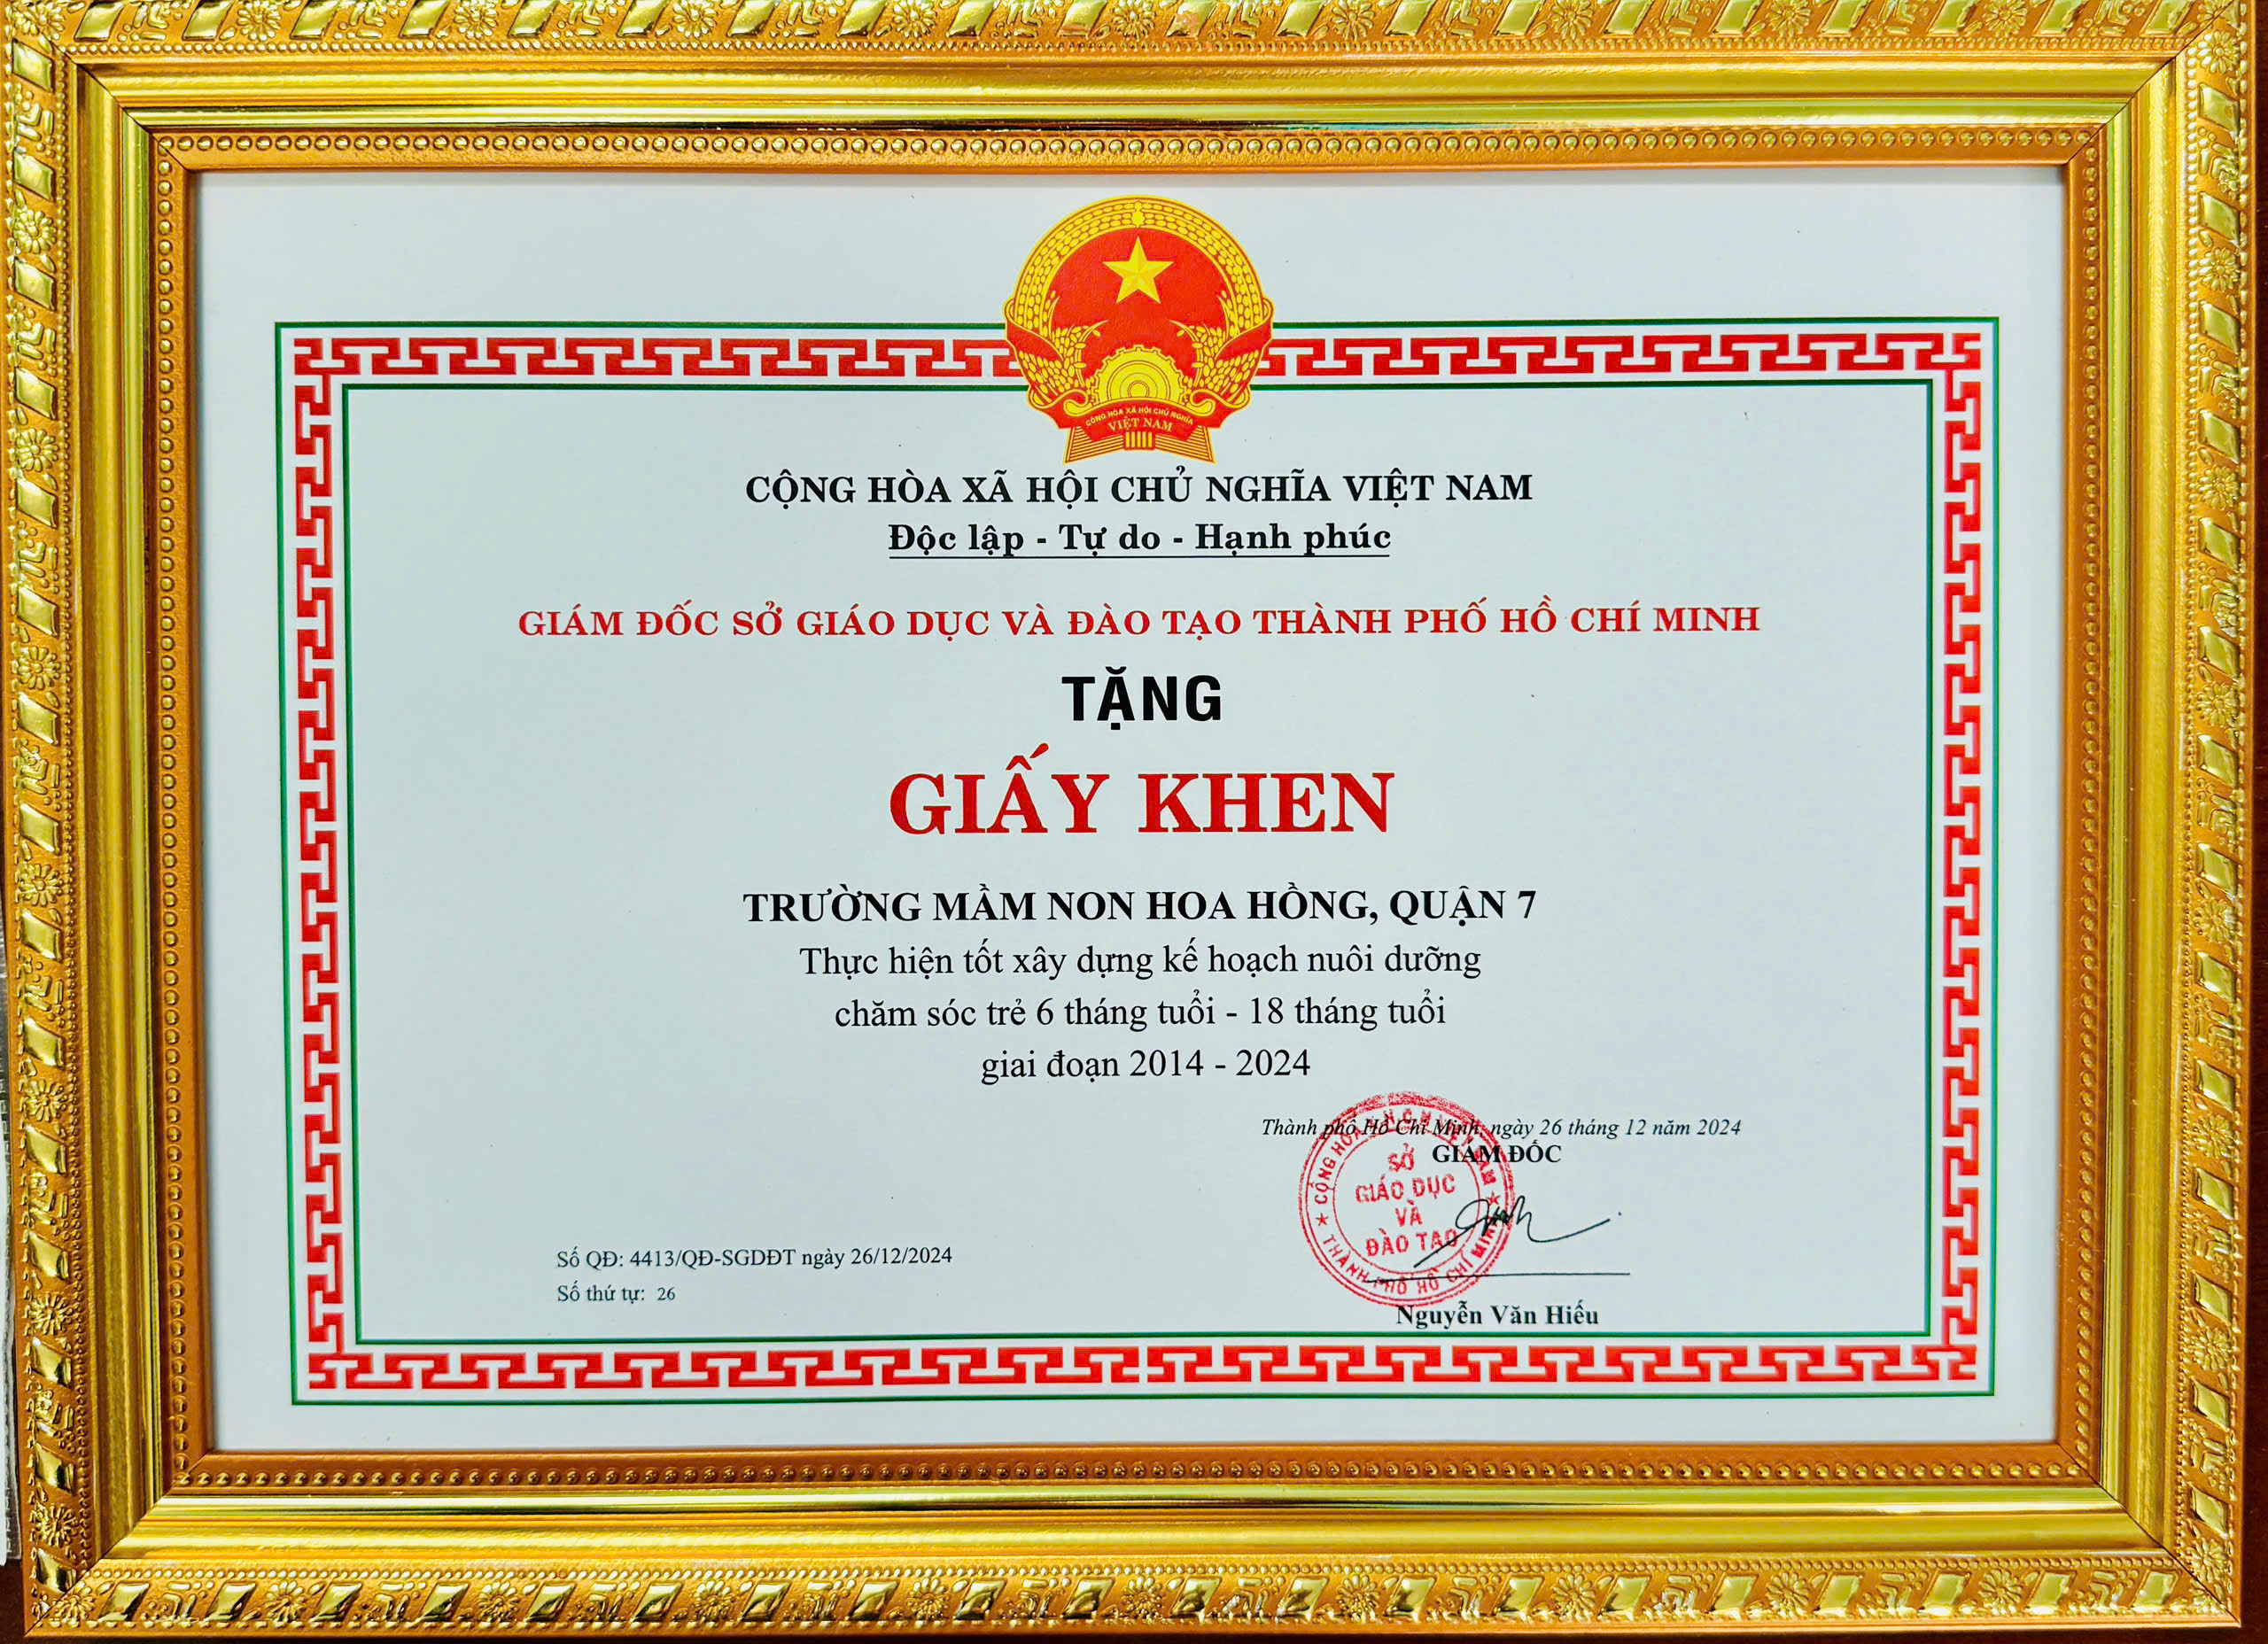 CỘNG HÒA XÃ HỘI CHỦ NGHĨA
VIỆT NAM
CỘNG HÒA XÃ HỘI CHỦ NGHĨA VIỆT NAM
Độc lập - Tự do - Hạnh phúc
GIÁM ĐỐC SỞ GIÁO DỤC VÀ ĐÀO TẠO THÀNH PHỐ HỒ CHÍ MINH
TẶNG
GIẤY KHEN
TRƯỜNG MẦM NON HOA HỒNG, QUẬN 7
Thực hiện tốt xây dựng kế hoạch nuôi dưỡng
chăm sóc trẻ 6 tháng tuổi - 18 tháng tuổi
giai đoạn 2014 - 2024
Thành phố Hồ Chí Minh, ngày 26 tháng 12 năm 2024
GIÁM ĐỐC
SỞ
GIÁO DỤC
VÀ
ĐÀO TẠO
THÀNH PHỐ HỒ CHÍ MINH
Số QĐ: 4413/QĐ-SGDĐT ngày 26/12/2024
Số thứ tự: 26
Nguyễn Văn Hiếu